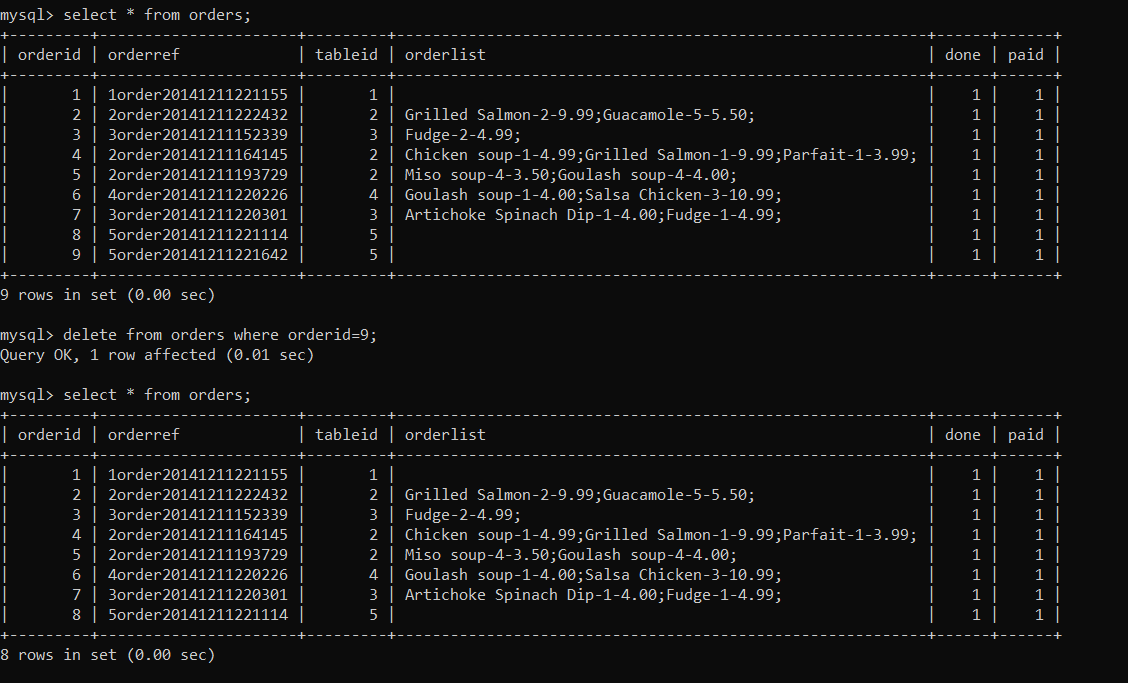 mysql> select * from orders;
+---------+----------------------+---------+-----------------------------------------------------------+------+------+
| orderid | orderref             | tableid | orderlist                                                 | done | paid |
+---------+----------------------+---------+-----------------------------------------------------------+------+------+
|       1 | 1order20141211221155 |       1 |                                                           |    1 |    1 |
|       2 | 2order20141211222432 |       2 | Grilled Salmon-2-9.99;Guacamole-5-5.50;                   |    1 |    1 |
|       3 | 3order20141211152339 |       3 | Fudge-2-4.99;                                             |    1 |    1 |
|       4 | 2order20141211164145 |       2 | Chicken soup-1-4.99;Grilled Salmon-1-9.99;Parfait-1-3.99; |    1 |    1 |
|       5 | 2order20141211193729 |       2 | Miso soup-4-3.50;Goulash soup-4-4.00;                     |    1 |    1 |
|       6 | 4order20141211220226 |       4 | Goulash soup-1-4.00;Salsa Chicken-3-10.99;                |    1 |    1 |
|       7 | 3order20141211220301 |       3 | Artichoke Spinach Dip-1-4.00;Fudge-1-4.99;                |    1 |    1 |
|       8 | 5order20141211221114 |       5 |                                                           |    1 |    1 |
|       9 | 5order20141211221642 |       5 |                                                           |    1 |    1 |
+---------+----------------------+---------+-----------------------------------------------------------+------+------+
9 rows in set (0.00 sec)
mysql> delete from orders where orderid=9;
Query OK, 1 row affected (0.01 sec)
mysql> select * from orders;
+---------+----------------------+---------+-----------------------------------------------------------+------+------+
| orderid | orderref             | tableid | orderlist                                                 | done | paid |
+---------+----------------------+---------+-----------------------------------------------------------+------+------+
|       1 | 1order20141211221155 |       1 |                                                           |    1 |    1 |
|       2 | 2order20141211222432 |       2 | Grilled Salmon-2-9.99;Guacamole-5-5.50;                   |    1 |    1 |
|       3 | 3order20141211152339 |       3 | Fudge-2-4.99;                                             |    1 |    1 |
|       4 | 2order20141211164145 |       2 | Chicken soup-1-4.99;Grilled Salmon-1-9.99;Parfait-1-3.99; |    1 |    1 |
|       5 | 2order20141211193729 |       2 | Miso soup-4-3.50;Goulash soup-4-4.00;                     |    1 |    1 |
|       6 | 4order20141211220226 |       4 | Goulash soup-1-4.00;Salsa Chicken-3-10.99;                |    1 |    1 |
|       7 | 3order20141211220301 |       3 | Artichoke Spinach Dip-1-4.00;Fudge-1-4.99;                |    1 |    1 |
|       8 | 5order20141211221114 |       5 |                                                           |    1 |    1 |
+---------+----------------------+---------+-----------------------------------------------------------+------+------+
8 rows in set (0.00 sec)